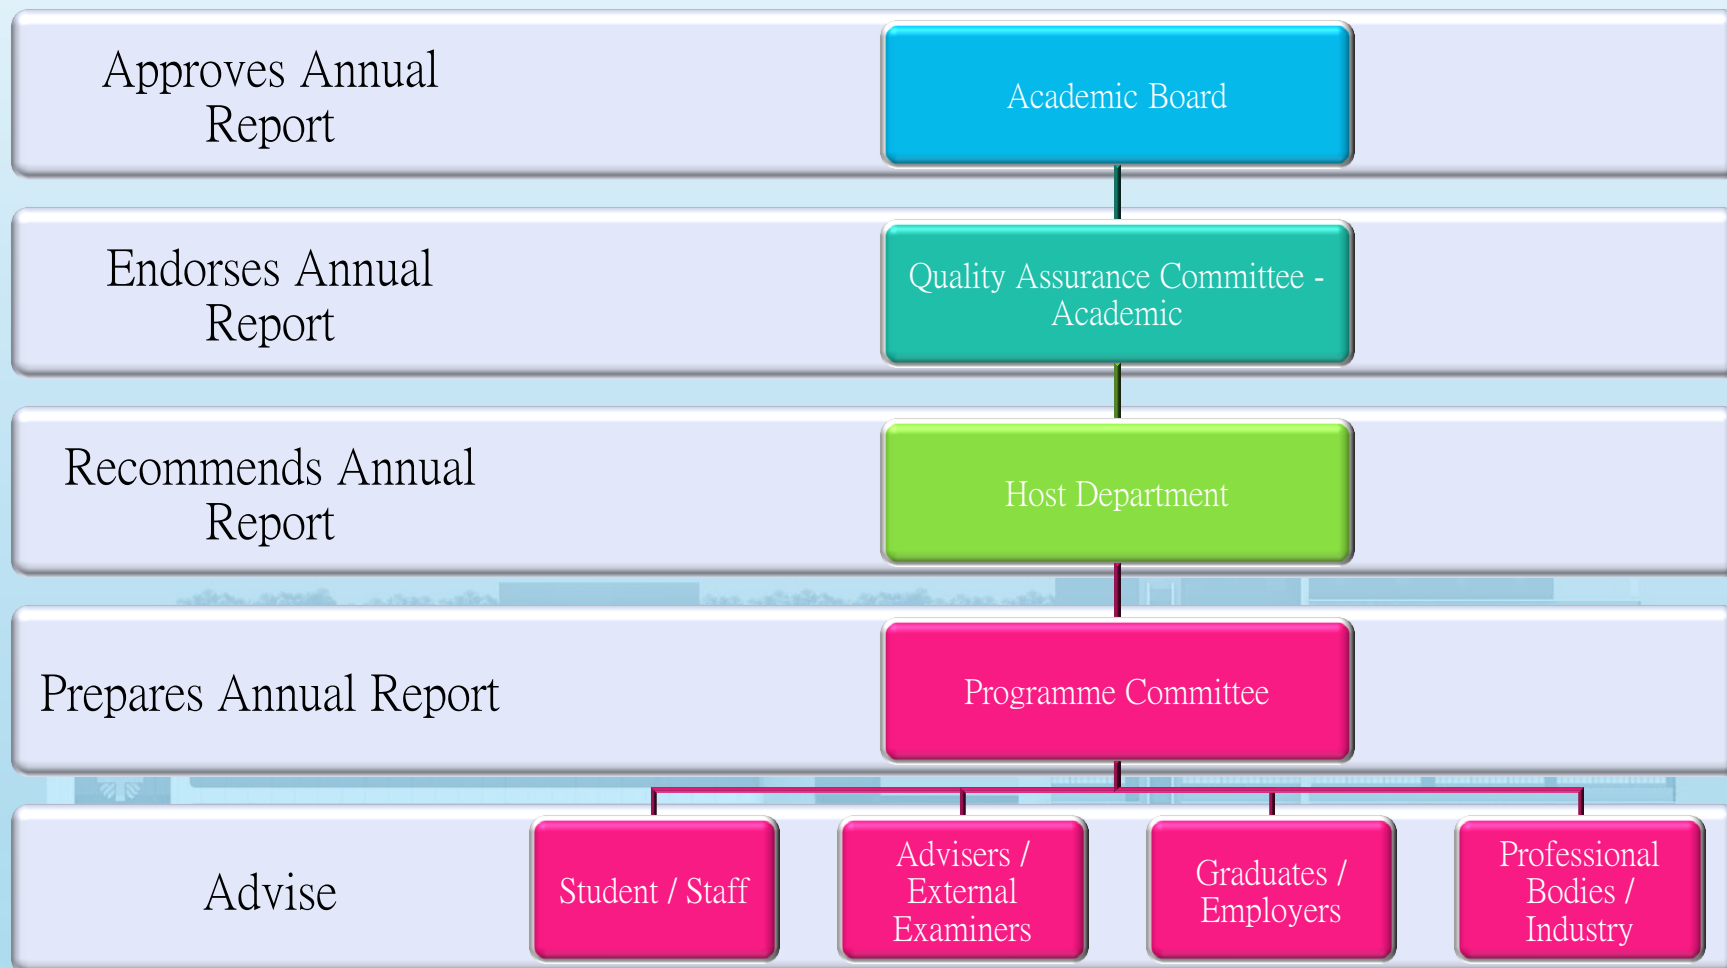 Approves Annual
Report
Academic Board
Endorses Annual
Report
Quality Assurance Committee -
Academic
Recommends Annual
Report
Host Department
Prepares Annual Report
Programme Committee
Advise
Student / Staff
Advisers /
External
Examiners
Graduates /
Employers
Professional
Bodies /
Industry